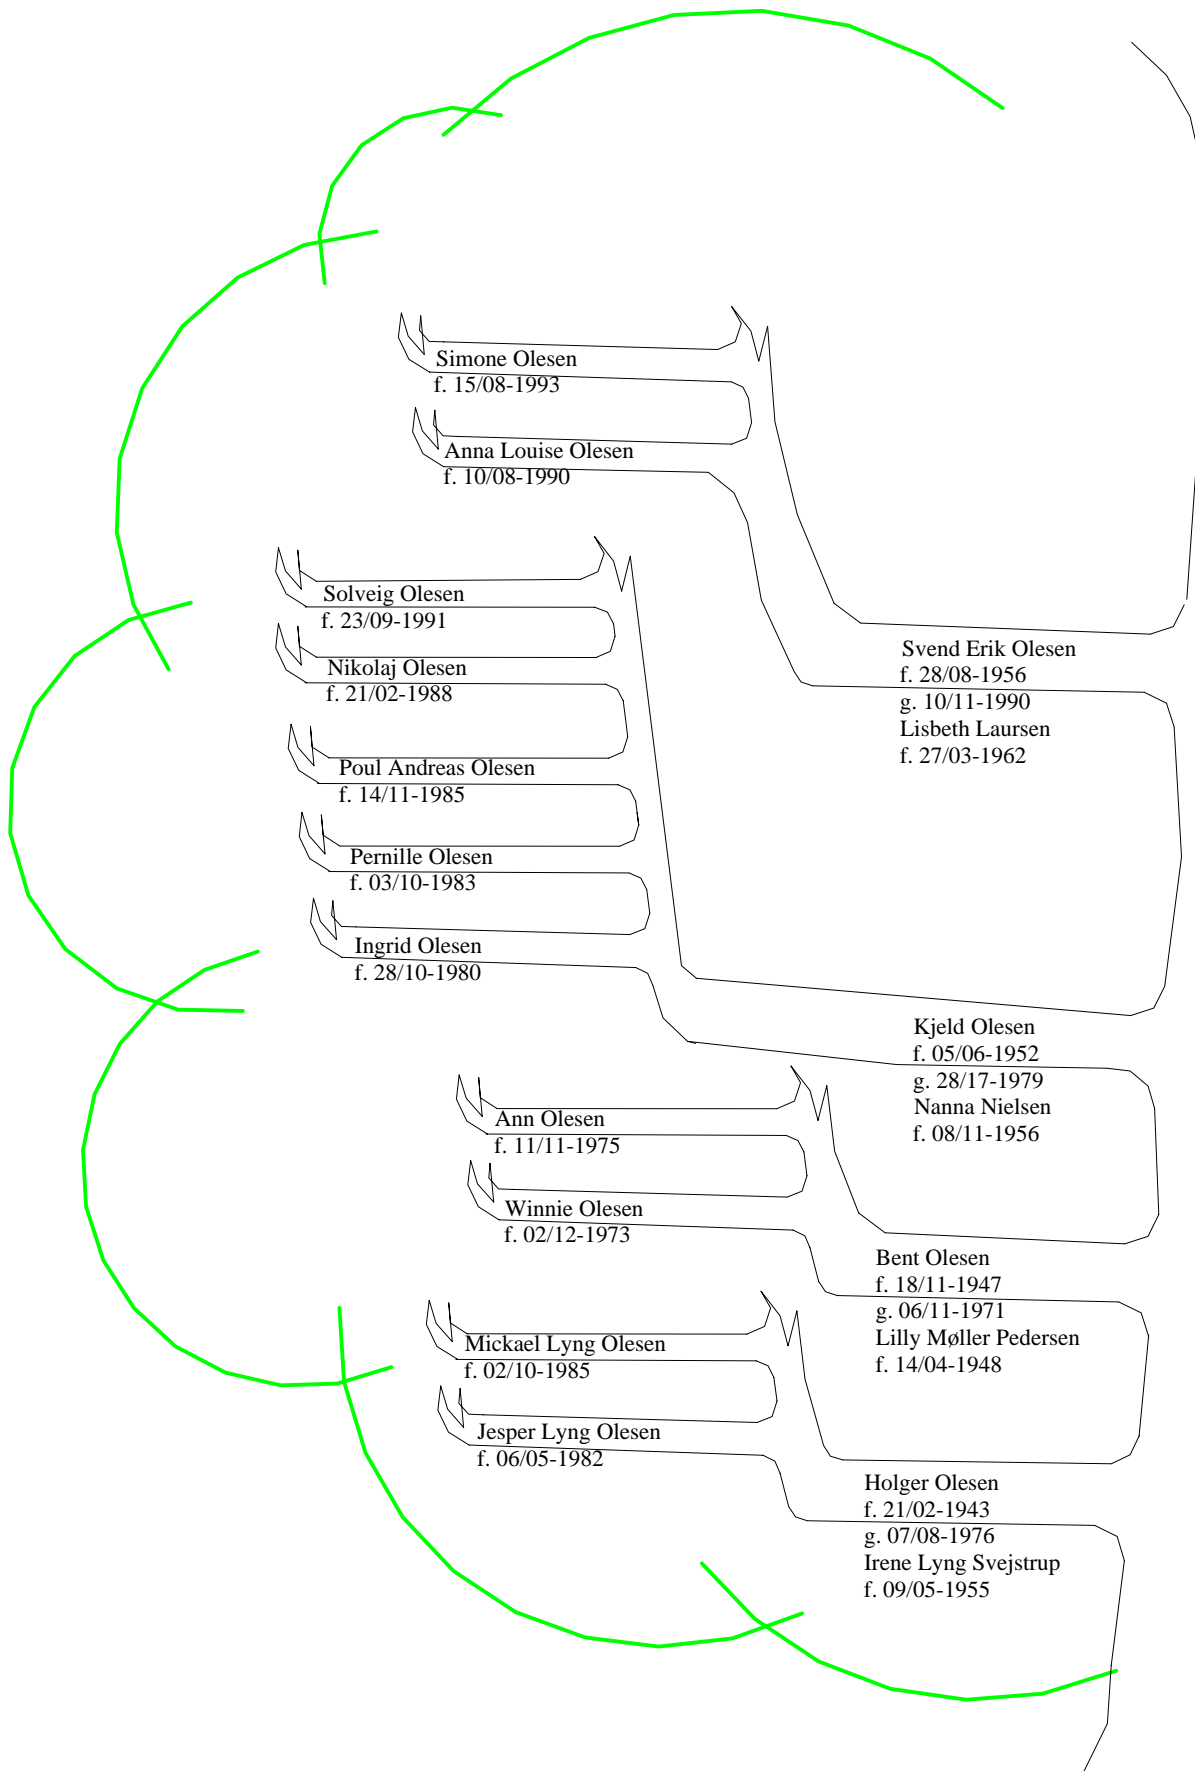 Simone Olesen
f. 15/08-1993
Anna Louise Olesen
f. 10/08-1990
Solveig Olesen
f. 23/09-1991
Nikolaj Olesen
f. 21/02-1988
Svend Erik Olesen
f. 28/08-1956
g. 10/11-1990
Lisbeth Laursen
f. 27/03-1962
Poul Andreas Olesen
f. 14/11-1985
Pernille Olesen
f. 03/10-1983
Ingrid Olesen
f. 28/10-1980
Kjeld Olesen
f. 05/06-1952
g. 28/17-1979
Nanna Nielsen
f. 08/11-1956
Ann Olesen
f. 11/11-1975
Winnie Olesen
f. 02/12-1973
Bent Olesen
f. 18/11-1947
g. 06/11-1971
Lilly Møller Pedersen
f. 14/04-1948
Mickael Lyng Olesen
f. 02/10-1985
Jesper Lyng Olesen
f. 06/05-1982
Holger Olesen
f. 21/02-1943
g. 07/08-1976
Irene Lyng Svejstrup
f. 09/05-1955